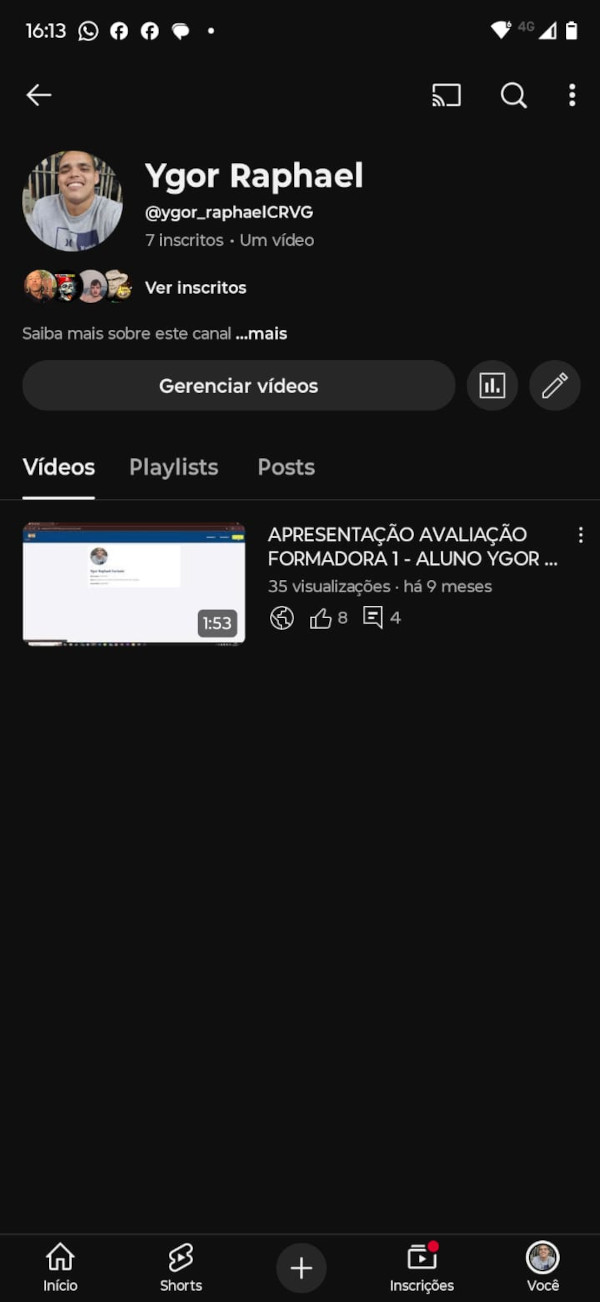 16:13
4G
Ygor Raphael
@ygor_raphaelCRVG
7 inscritos • Um vídeo
Ver inscritos
Saiba mais sobre este canal ...mais
Gerenciar vídeos
Vídeos Playlists Posts
APRESENTAÇÃO AVALIAÇÃO
FORMADORA 1 - ALUNO YGOR ...
35 visualizações · há 9 meses
8 4
1:53
Início Shorts Inscrições Você